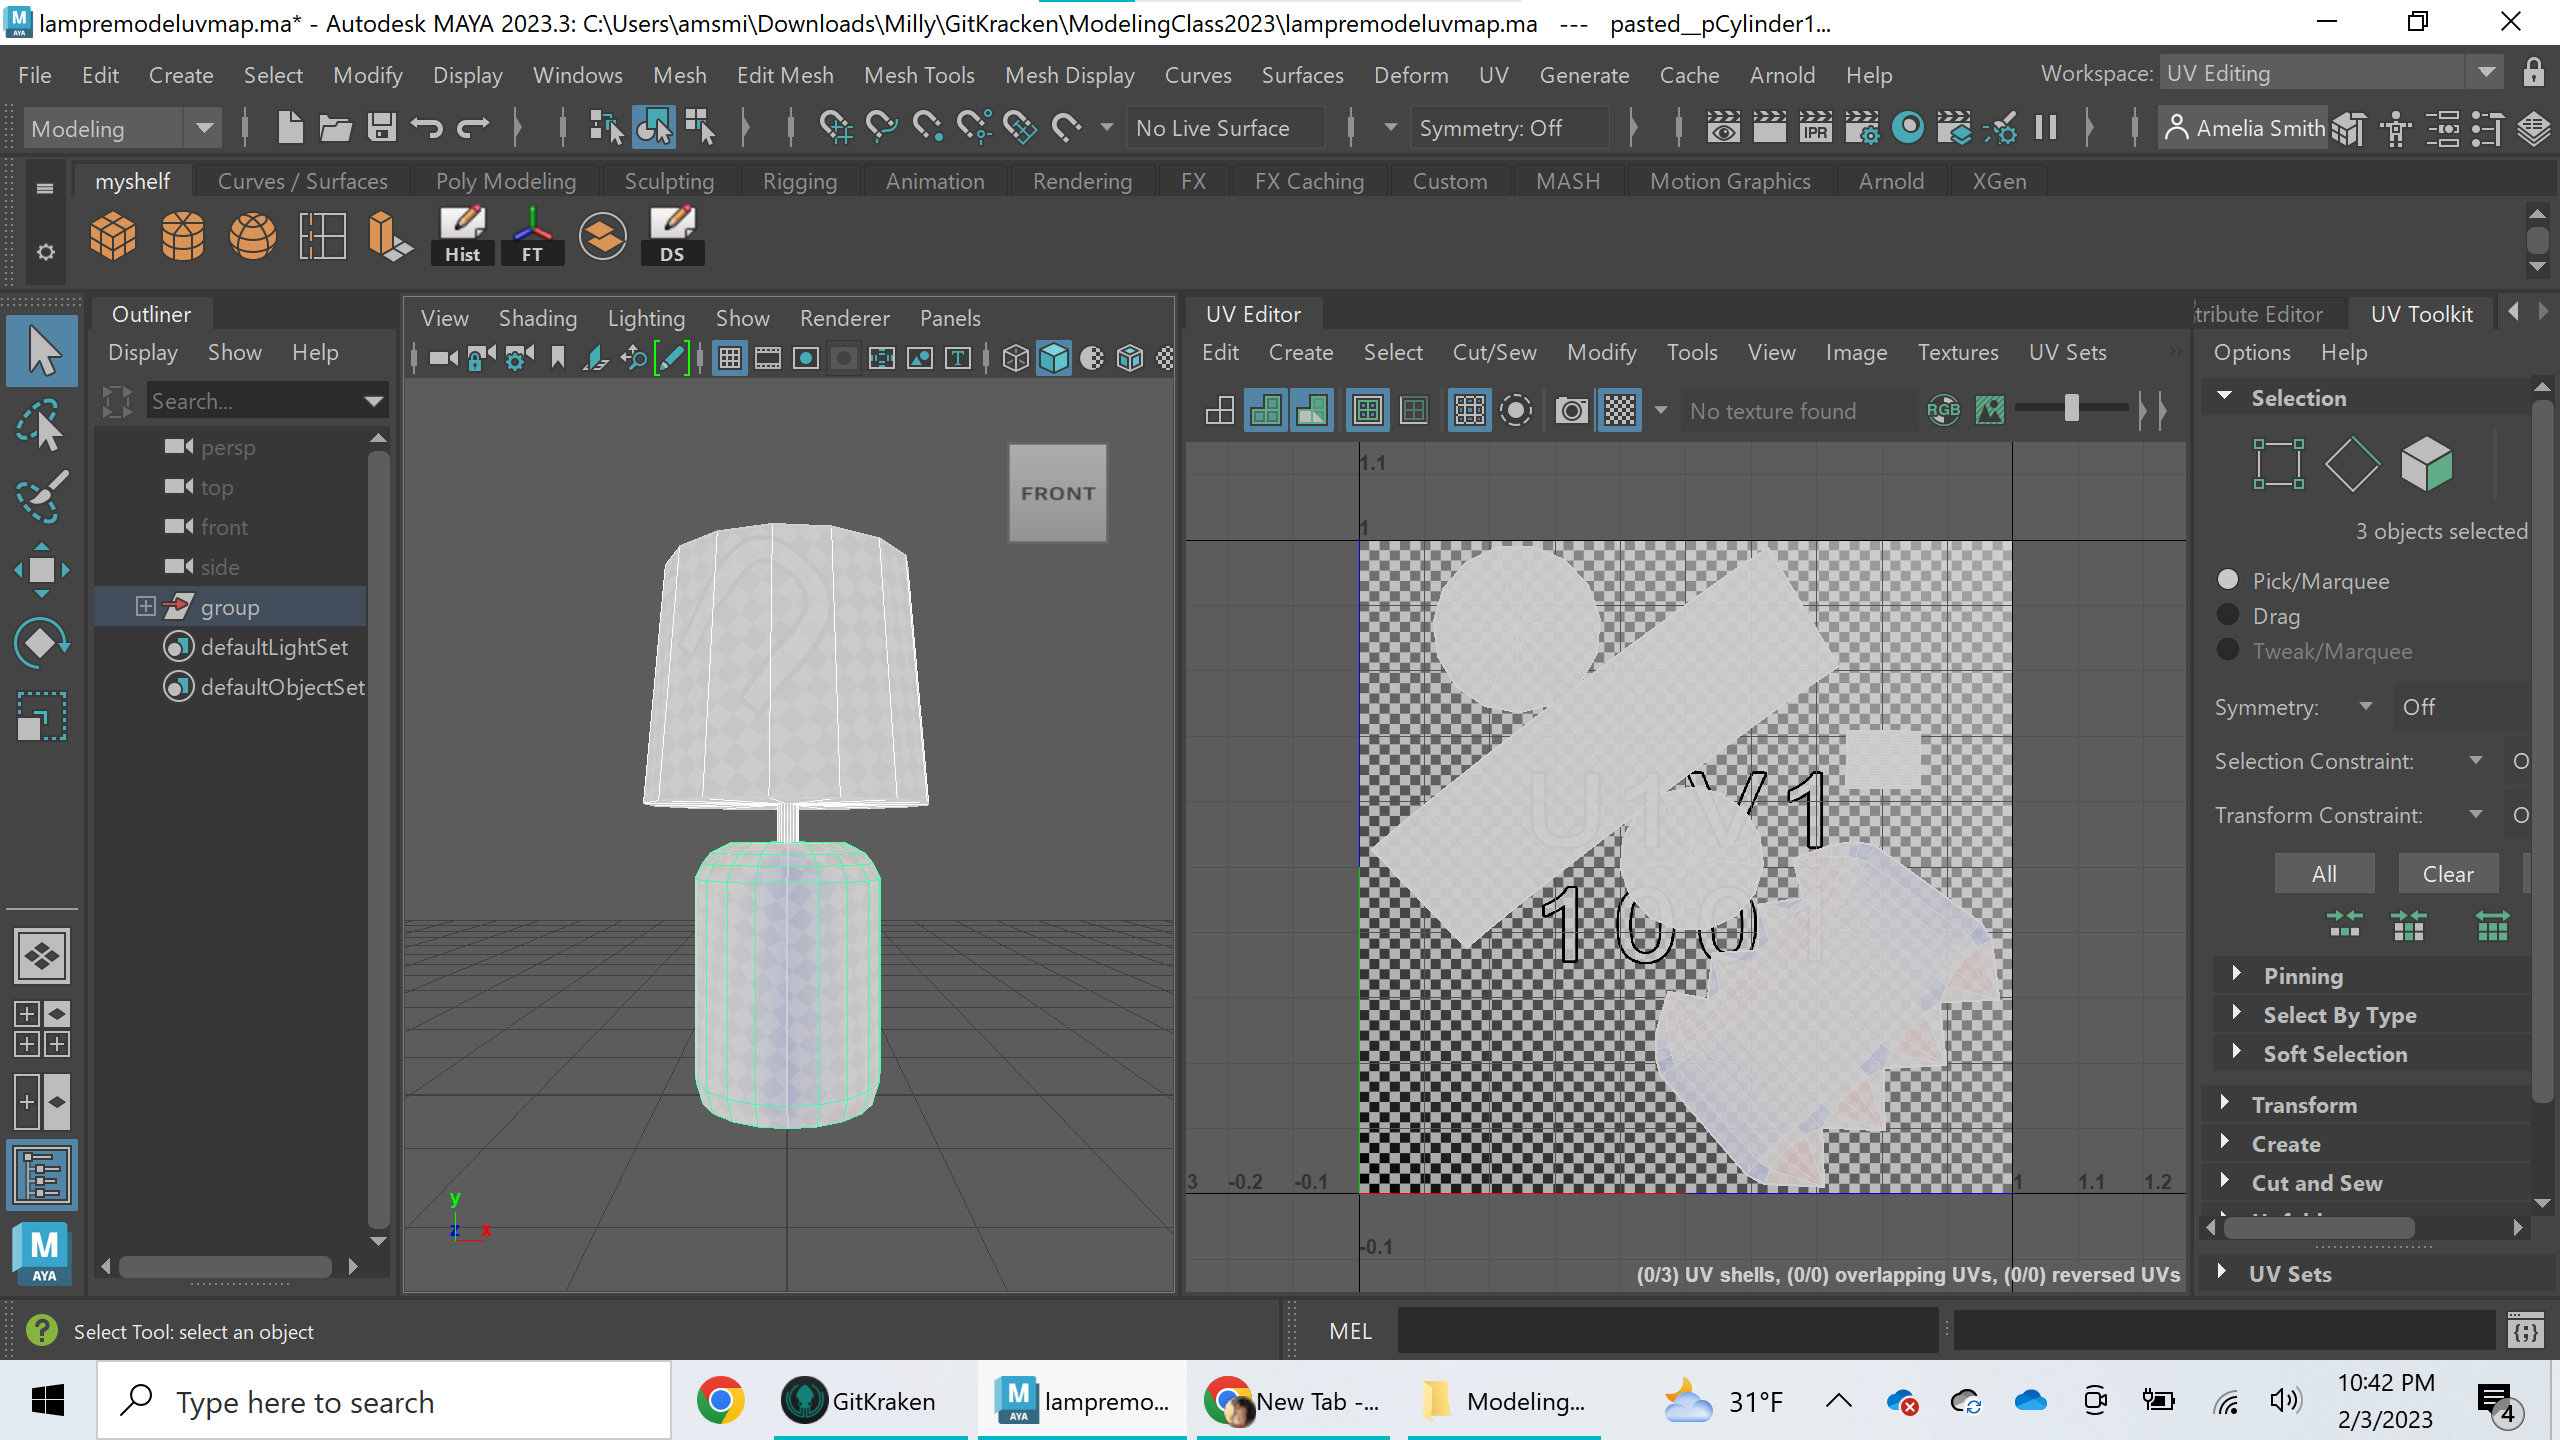 lampremodeluvmap.ma* - Autodesk MAYA 2023.3: C:\Users\amsmi\Downloads\Milly\GitKracken\ModelingClass2023\lampremodeluvmap.ma --- pasted__pCylinder1...
File Edit Create Select Modify Display Windows Mesh Edit Mesh Mesh Tools Mesh Display Curves Surfaces Deform UV Generate Cache Arnold Help Workspace: UV Editing
Modeling No Live Surface Symmetry: Off IPR Amelia Smith
myshelf Curves / Surfaces Poly Modeling Sculpting Rigging Animation Rendering FX FX Caching Custom MASH Motion Graphics Arnold XGen
Hist FT DS
Outliner
Display Show Help
Search...
persp
top
front
side
group
defaultLightSet
defaultObjectSet
View Shading Lighting Show Renderer Panels
FRONT
y
z x
UV Editor
Edit Create Select Cut/Sew Modify Tools View Image Textures UV Sets
No texture found RGB
1.1
1
U1V1
1001
3 -0.2 -0.1 1 1.1 1.2
-0.1
(0/3) UV shells, (0/0) overlapping UVs, (0/0) reversed UVs
tribute Editor UV Toolkit
Options Help
Selection
3 objects selected
Pick/Marquee
Drag
Tweak/Marquee
Symmetry: Off
Selection Constraint: O
Transform Constraint: O
All Clear
Pinning
Select By Type
Soft Selection
Transform
Create
Cut and Sew
UV Sets
Select Tool: select an object MEL
M
AYA
Type here to search GitKraken lampremo... New Tab -... Modeling... 31°F 10:42 PM
2/3/2023
4